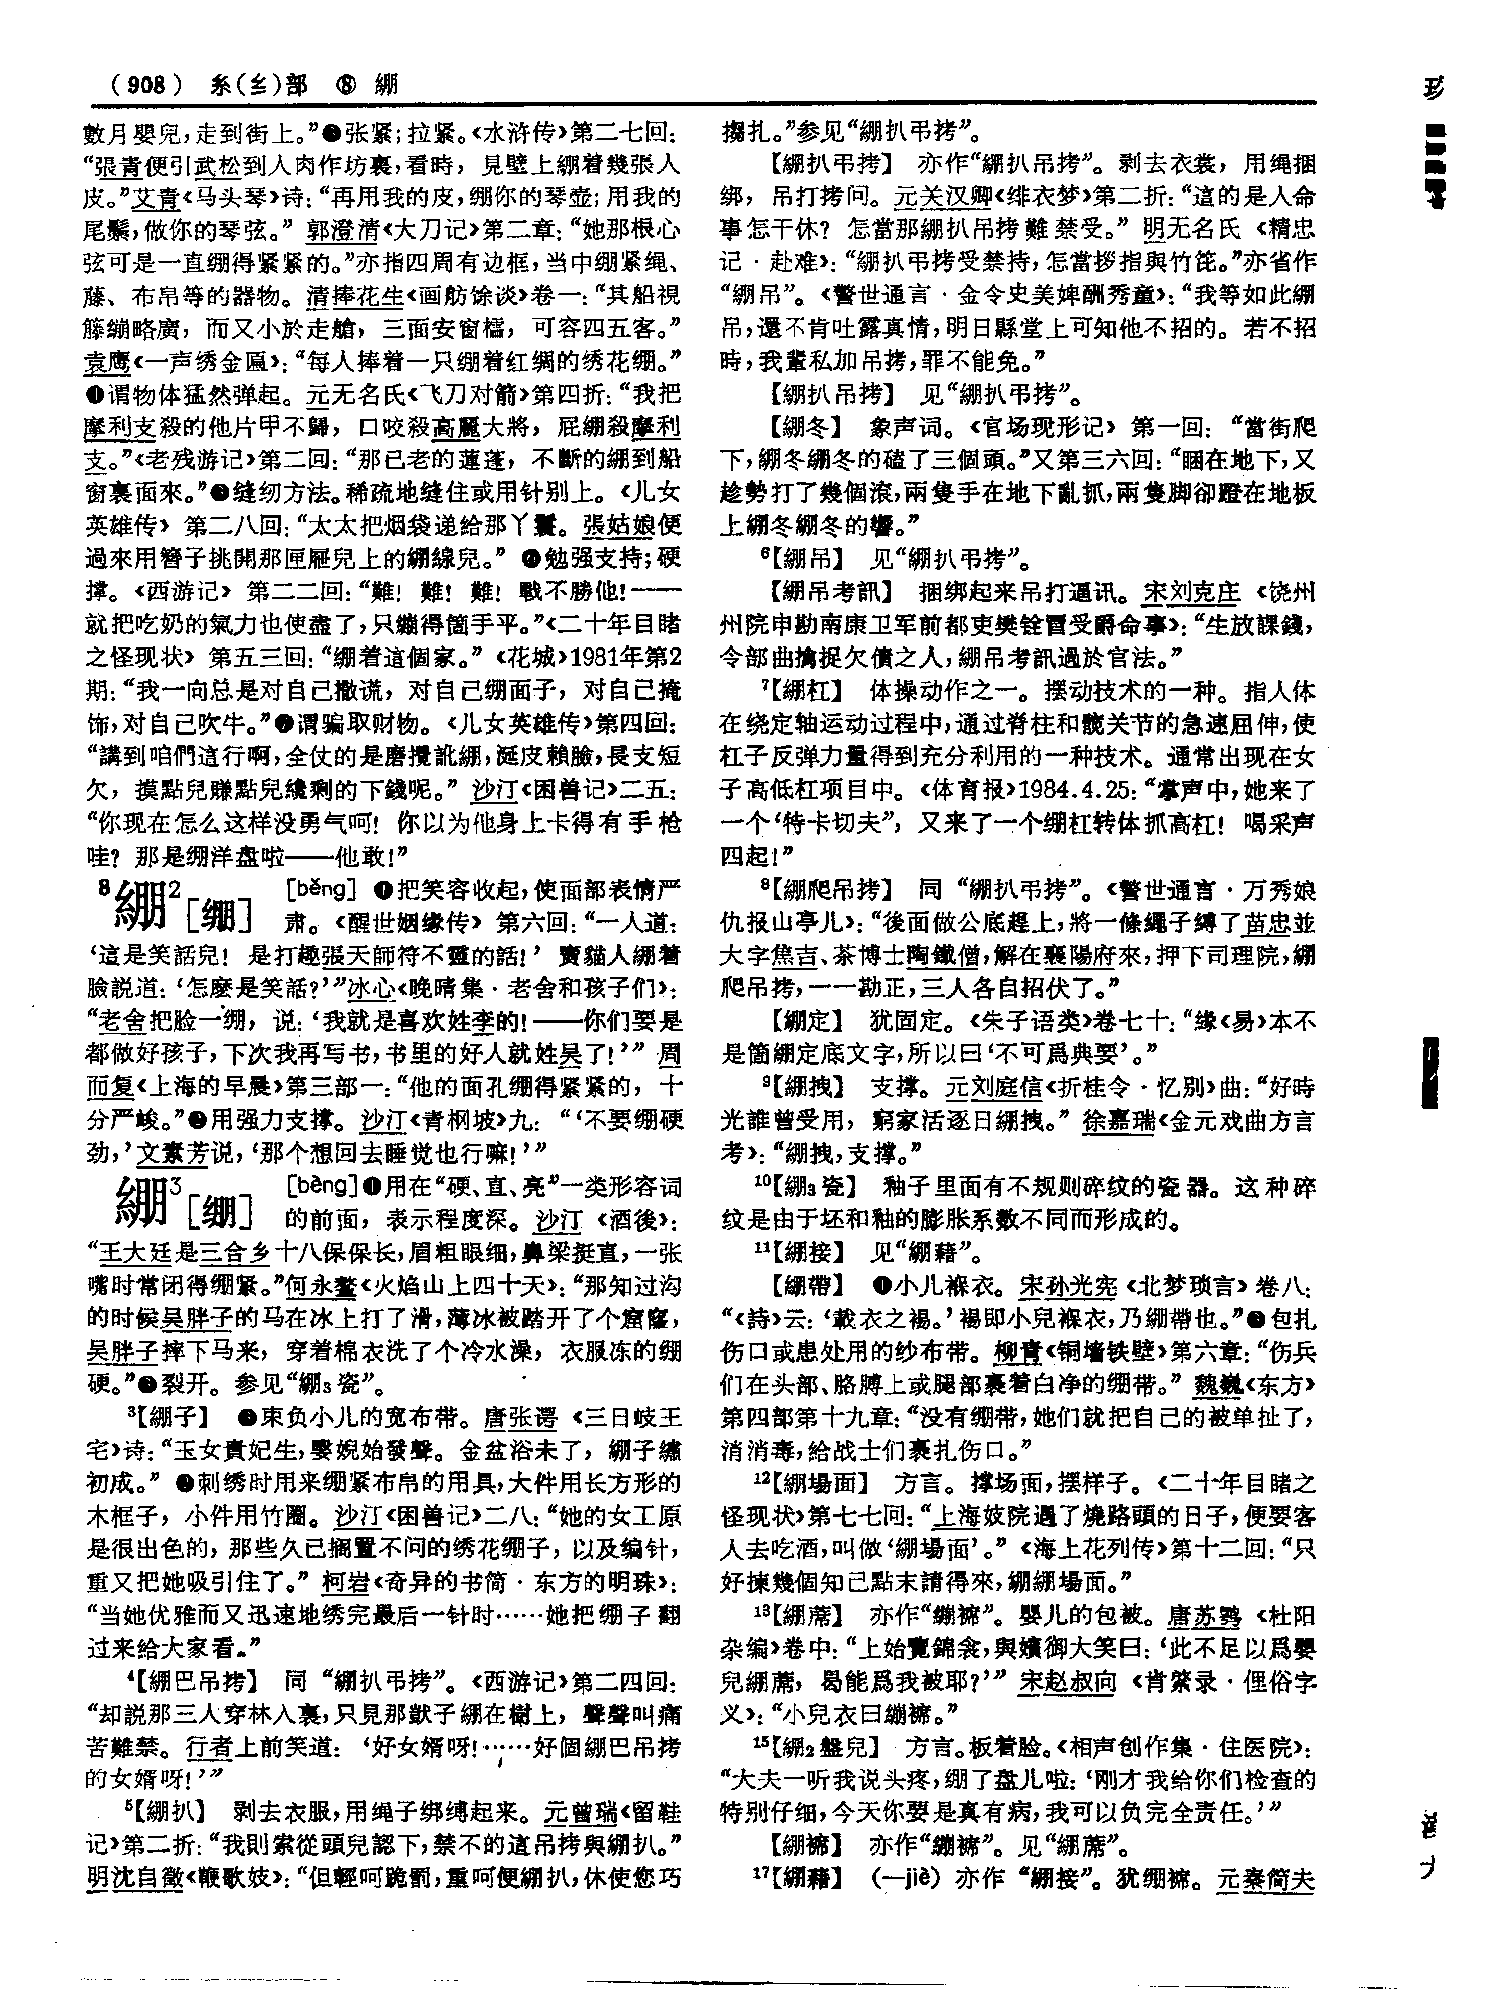 （908） 糸(纟)部 ⑧ 綳
數月嬰兒，走到街上。”❸张紧；拉紧。《水浒传》第二七回：
“張青便引武松到人肉作坊裏，看時，見壁上綳着幾張人
皮。”艾青《马头琴》诗：“再用我的皮，绷你的琴壶；用我的
尾鬃，做你的琴弦。”郭澄清《大刀记》第二章：“她那根心
弦可是一直绷得紧紧的。”亦指四周有边框，当中绷紧绳、
藤、布帛等的器物。清捧花生《画舫馀谈》卷一：“其船視
籐繃略廣，而又小於走艙，三面安窗櫺，可容四五客。”
袁鹰《一声绣金匾》：“每人捧着一只绷着红绸的绣花绷。”
❹谓物体猛然弹起。元无名氏《飞刀对箭》第四折：“我把
摩利支殺的他片甲不歸，口咬殺高麗大將，屁綳殺摩利
支。”《老残游记》第二回：“那已老的蓮蓬，不斷的綳到船
窗裏面來。”❺缝纫方法。稀疏地缝住或用针别上。《儿女
英雄传》第二八回：“太太把烟袋递给那丫鬟。張姑娘便
過來用簪子挑開那匣屜兒上的綳線兒。”❻勉强支持；硬
撑。《西游记》第二二回：“難！難！難！戰不勝他！——
就把吃奶的氣力也使盡了，只繃得箇手平。”《二十年目睹
之怪现状》第五三回：“綳着這個家。”《花城》1981年第2
期：“我一向总是对自己撒谎，对自己绷面子，对自己掩
饰，对自己吹牛。”❼谓骗取财物。《儿女英雄传》第四回：
“講到咱們這行啊，全仗的是磨攪訛綳，涎皮賴臉，長支短
欠，摸點兒賺點兒纔剩的下錢呢。”沙汀《困兽记》二五：
“你现在怎么这样没勇气呵！你以为他身上卡得有手枪
哇？那是绷洋盘啦——他敢！”
8綳2［绷］ ［běng］❶把笑容收起，使面部表情严
肃。《醒世姻缘传》第六回：“一人道：
‘這是笑話兒！是打趣張天師符不靈的話！’賣貓人綳着
臉説道：‘怎麽是笑話？’”冰心《晚晴集·老舍和孩子们》：
“老舍把脸一绷，说：‘我就是喜欢姓李的！——你们要是
都做好孩子，下次我再写书，书里的好人就姓吴了！’”周
而复《上海的早晨》第三部一：“他的面孔绷得紧紧的，十
分严峻。”❷用强力支撑。沙汀《青㭎坡》九：“‘不要绷硬
劲，’文素芳说，‘那个想回去睡觉也行嘛！’”
綳3［绷］ ［bèng］❶用在“硬、直、亮”一类形容词
的前面，表示程度深。沙汀《酒後》：
“王大廷是三合乡十八保保长，眉粗眼细，鼻梁挺直，一张
嘴时常闭得绷紧。”何永鳌《火焰山上四十天》：“那知过沟
的时候吴胖子的马在冰上打了滑，薄冰被踏开了个窟窿，
吴胖子摔下马来，穿着棉衣洗了个冷水澡，衣服冻的绷
硬。”❷裂开。参见“綳3瓷”。
3【綳子】 ❶束负小儿的宽布带。唐张谔《三日岐王
宅》诗：“玉女貴妃生，嫛婗始發聲。金盆浴未了，綳子繡
初成。”❷刺绣时用来绷紧布帛的用具，大件用长方形的
木框子，小件用竹圈。沙汀《困兽记》二八：“她的女工原
是很出色的，那些久已搁置不问的绣花绷子，以及编针，
重又把她吸引住了。”柯岩《奇异的书简·东方的明珠》：
“当她优雅而又迅速地绣完最后一针时……她把绷子翻
过来给大家看。”
4【綳巴吊拷】 同“綳扒弔拷”。《西游记》第二四回：
“却説那三人穿林入裏，只見那獃子綳在樹上，聲聲叫痛
苦難禁。行者上前笑道：‘好女婿呀！……好個綳巴吊拷
的女婿呀！’”
5【綳扒】 剥去衣服，用绳子绑缚起来。元曾瑞《留鞋
记》第二折：“我則索從頭兒認下，禁不的這吊拷與綳扒。”
明沈自徵《鞭歌妓》：“但輕呵跪罰，重呵便綳扒，休使您巧
搊扎。”参见“綳扒弔拷”。
【綳扒弔拷】 亦作“綳扒吊拷”。剥去衣裳，用绳捆
绑，吊打拷问。元关汉卿《绯衣梦》第二折：“這的是人命
事怎干休？怎當那綳扒吊拷難禁受。”明无名氏《精忠
记·赴难》：“綳扒弔拷受禁持，怎當拶指與竹篦。”亦省作
“綳吊”。《警世通言·金令史美婢酬秀童》：“我等如此綳
吊，還不肯吐露真情，明日縣堂上可知他不招的。若不招
時，我輩私加吊拷，罪不能免。”
【綳扒吊拷】 见“綳扒弔拷”。
【綳冬】 象声词。《官场现形记》第一回：“當街爬
下，綳冬綳冬的磕了三個頭。”又第三六回：“睏在地下，又
趁勢打了幾個滾，兩隻手在地下亂抓，兩隻脚卻蹬在地板
上綳冬綳冬的響。”
6【綳吊】 见“綳扒弔拷”。
【綳吊考訊】 捆绑起来吊打逼讯。宋刘克庄《饶州
州院申勘南康卫军前都吏樊铨冒受爵命事》：“生放課錢，
令部曲擒捉欠債之人，綳吊考訊過於官法。”
7【綳杠】 体操动作之一。摆动技术的一种。指人体
在绕定轴运动过程中，通过脊柱和髋关节的急速屈伸，使
杠子反弹力量得到充分利用的一种技术。通常出现在女
子高低杠项目中。《体育报》1984.4.25：“掌声中，她来了
一个‘特卡切夫”，又来了一个绷杠转体抓高杠！喝采声
四起！”
8【綳爬吊拷】 同“綳扒弔拷”。《警世通言·万秀娘
仇报山亭儿》：“後面做公底趕上，將一條繩子縛了苗忠並
大字焦吉、茶博士陶鐵僧，解在襄陽府來，押下司理院，綳
爬吊拷，一一勘正，三人各自招伏了。”
【綳定】 犹固定。《朱子语类》卷七十：“緣《易》本不
是箇綳定底文字，所以曰‘不可爲典要’。”
9【綳拽】 支撑。元刘庭信《折桂令·忆别》曲：“好時
光誰曾受用，窮家活逐日綳拽。”徐嘉瑞《金元戏曲方言
考》：“綳拽，支撐。”
10【綳3瓷】 釉子里面有不规则碎纹的瓷器。这种碎
纹是由于坯和釉的膨胀系数不同而形成的。
11【綳接】 见“綳藉”。
【綳帶】 ❶小儿褓衣。宋孙光宪《北梦琐言》卷八：
“《詩》云：‘載衣之裼。’裼即小兒褓衣，乃綳帶也。”❷包扎
伤口或患处用的纱布带。柳青《铜墙铁壁》第六章：“伤兵
们在头部、胳膊上或腿部裹着白净的绷带。”魏巍《东方》
第四部第十九章：“没有绷带，她们就把自己的被单扯了，
消消毒，给战士们裹扎伤口。”
12【綳場面】 方言。撑场面，摆样子。《二十年目睹之
怪现状》第七七回：“上海妓院遇了燒路頭的日子，便要客
人去吃酒，叫做‘綳場面’。”《海上花列传》第十二回：“只
好揀幾個知己點末請得來，綳綳場面。”
13【綳蓆】 亦作“繃褯”。婴儿的包被。唐苏鹗《杜阳
杂编》卷中：“上始覽錦衾，與嬪御大笑曰：‘此不足以爲嬰
兒綳蓆，曷能爲我被耶？’”宋赵叔向《肯綮录·俚俗字
义》：“小兒衣曰繃褯。”
15【綳2盤兒】 方言。板着脸。《相声创作集·住医院》：
“大夫一听我说头疼，绷了盘儿啦：‘刚才我给你们检查的
特别仔细，今天你要是真有病，我可以负完全责任。’”
【綳褯】 亦作“繃褯”。见“綳蓆”。
17【綳藉】 （—jiè）亦作“綳接”。犹绷褯。元秦简夫